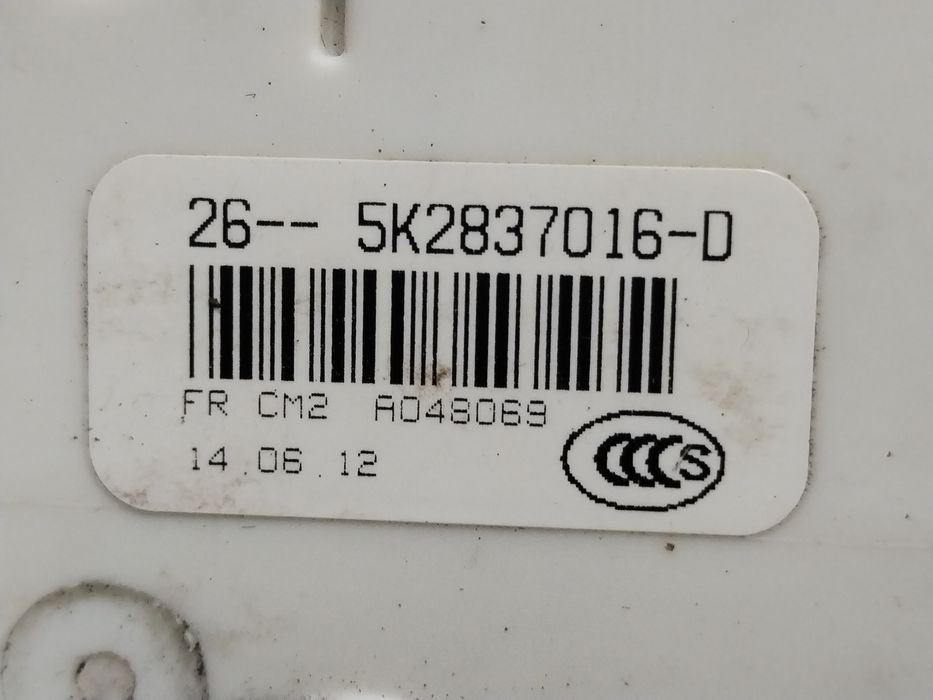 26-- 5K2837016-D
FR CM2 A048069
14.06.12
CCCS